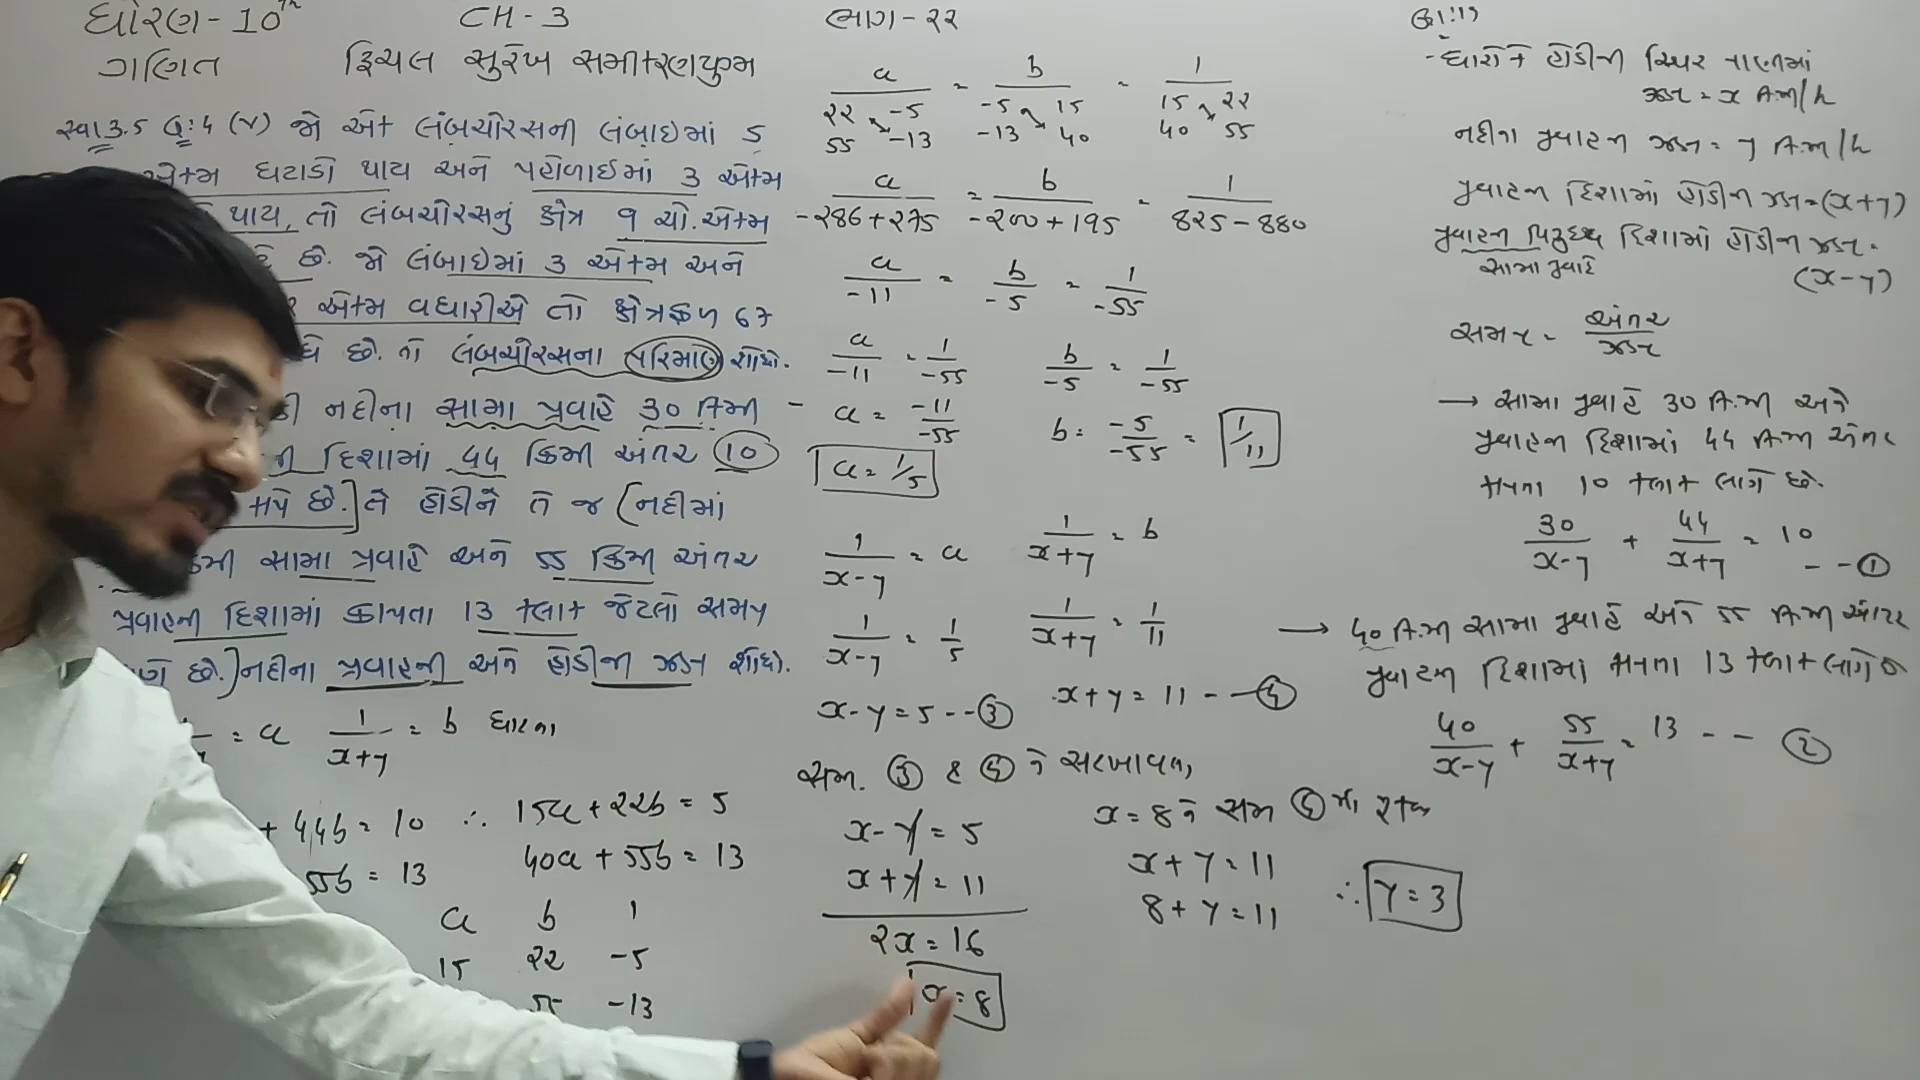 ધોરણ - 10th
CH - 3
ભાગ - ૨૨
ગણિત
દ્વિચલ સુરેખ સમીકરણયુગ્મ
સ્વા 3.5 Q:4 (v) જો એક લંબચોરસની લંબાઇમાં 5
એકમ ઘટાડો થાય અને પહોળાઈમાં 3 એકમ
થાય, તો લંબચોરસનું ક્ષેત્ર 9 ચો.એકમ
છે. જો લંબાઇમાં 3 એકમ અને
એકમ વધારીએ તો ક્ષેત્રફળ 67
છે. તો લંબચોરસના પરિમાણ શોધો.
નદીના સામા પ્રવાહે 30 કિમી
દિશામાં 44 કિમી અંતર 10
કાપે છે.] તે હોડીને તે જ (નદીમાં
કિમી સામા પ્રવાહે અને 55 કિમી અંતર
પ્રવાહની દિશામાં કાપતા 13 કલાક જેટલો સમય
છે.] નદીના પ્રવાહની અને હોડીની ઝડપ શોધો.
= a 1/(x+y) = b ધારતા
+ 44b = 10 ∴ 15a + 22b = 5
55b = 13 40a + 55b = 13
a b 1
15 22 -5
55 -13
a/(22 -5 55 -13) = b/(-5 15 -13 40) = 1/(15 22 40 55)
a/(-286+275) = b/(-200+195) = 1/(825-880)
a/-11 = b/-5 = 1/-55
a/-11 = 1/-55 b/-5 = 1/-55
a = -11/-55 b = -5/-55 = 1/11
a = 1/5
1/(x-y) = a 1/(x+y) = b
1/(x-y) = 1/5 1/(x+y) = 1/11
x-y = 5 --③ x+y = 11 --④
સમ. ③ & ④ ને સરખાવતા,
x-y = 5
x+y = 11
2x = 16
x = 8
x = 8 ને સમ ④ માં
x+y = 11
8+y = 11
∴ y = 3
- ધારોકે હોડીની સ્થિર પાણીમાં
ઝડપ = x km/h
નદીના પ્રવાહની ઝડપ = y km/h
પ્રવાહની દિશામાં હોડીની ઝડપ = (x+y)
પ્રવાહની વિરુદ્ધ દિશામાં હોડીની ઝડપ =
સામા પ્રવાહે (x-y)
સમય = અંતર/ઝડપ
→ સામા પ્રવાહે 30 કિ.મી અને
પ્રવાહની દિશામાં 44 કિ.મી અંતર
કાપતા 10 કલાક લાગે છે.
30/(x-y) + 44/(x+y) = 10 --①
→ 40 કિ.મી સામા પ્રવાહે અને 55 કિ.મી અંતર
પ્રવાહની દિશામાં કાપતા 13 કલાક લાગે છે
40/(x-y) + 55/(x+y) = 13 -- ②